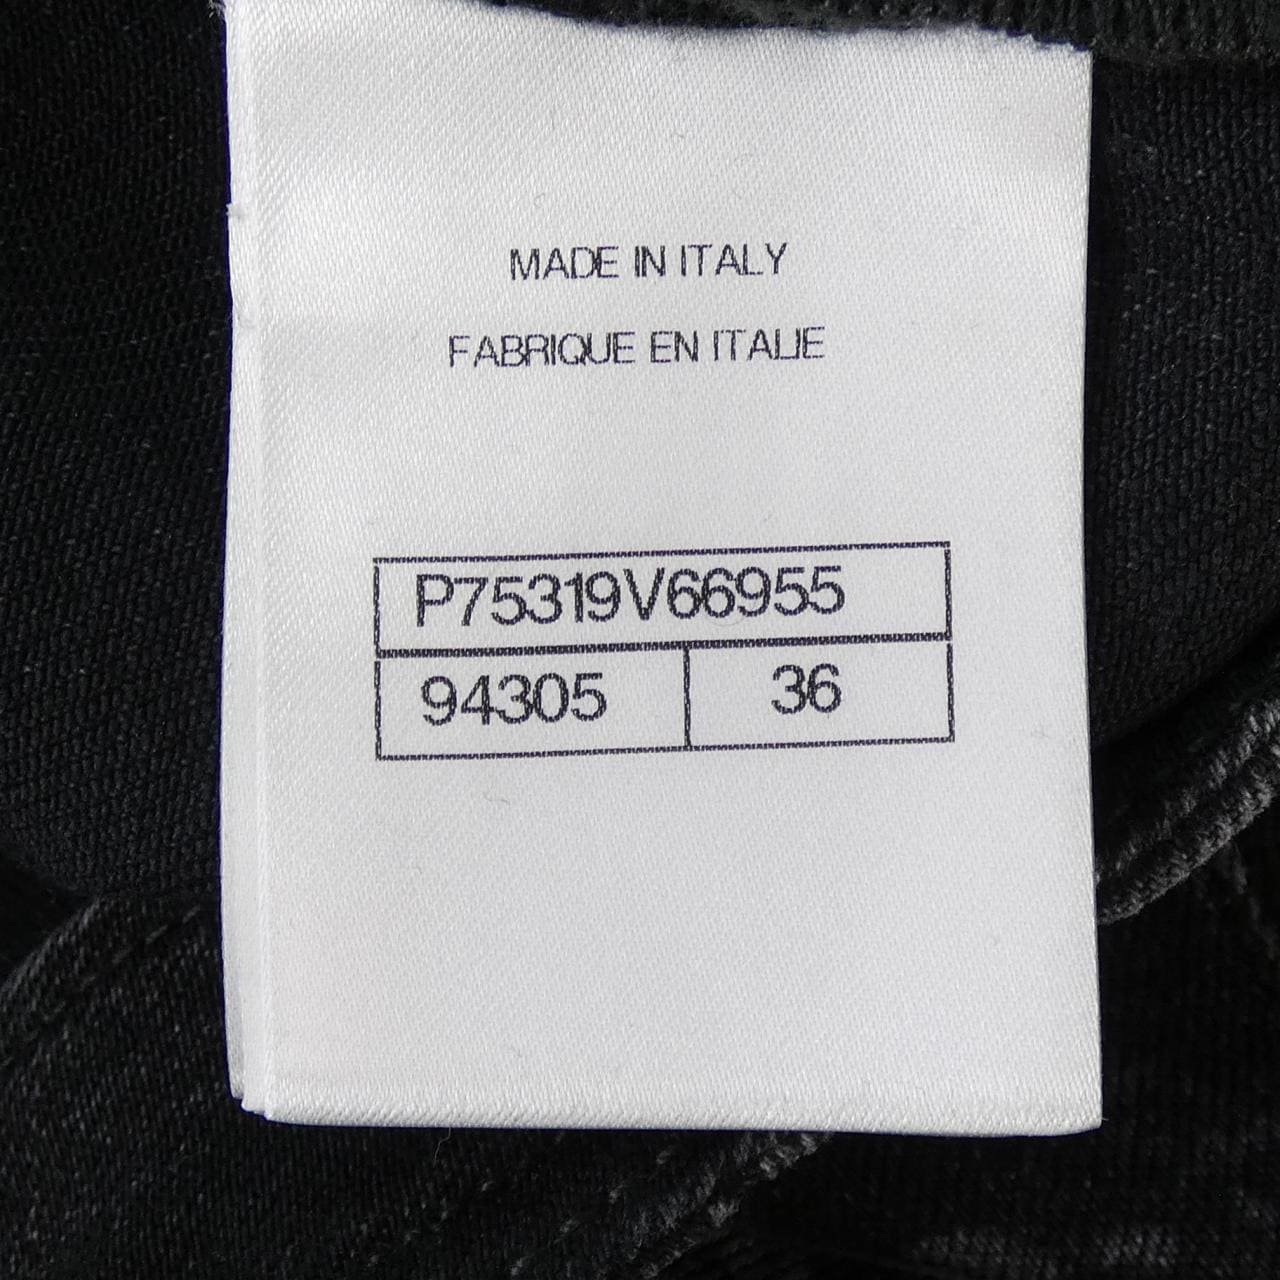 MADE IN ITALY
FABRIQUE EN ITALIE
P75319V66955
94305 36